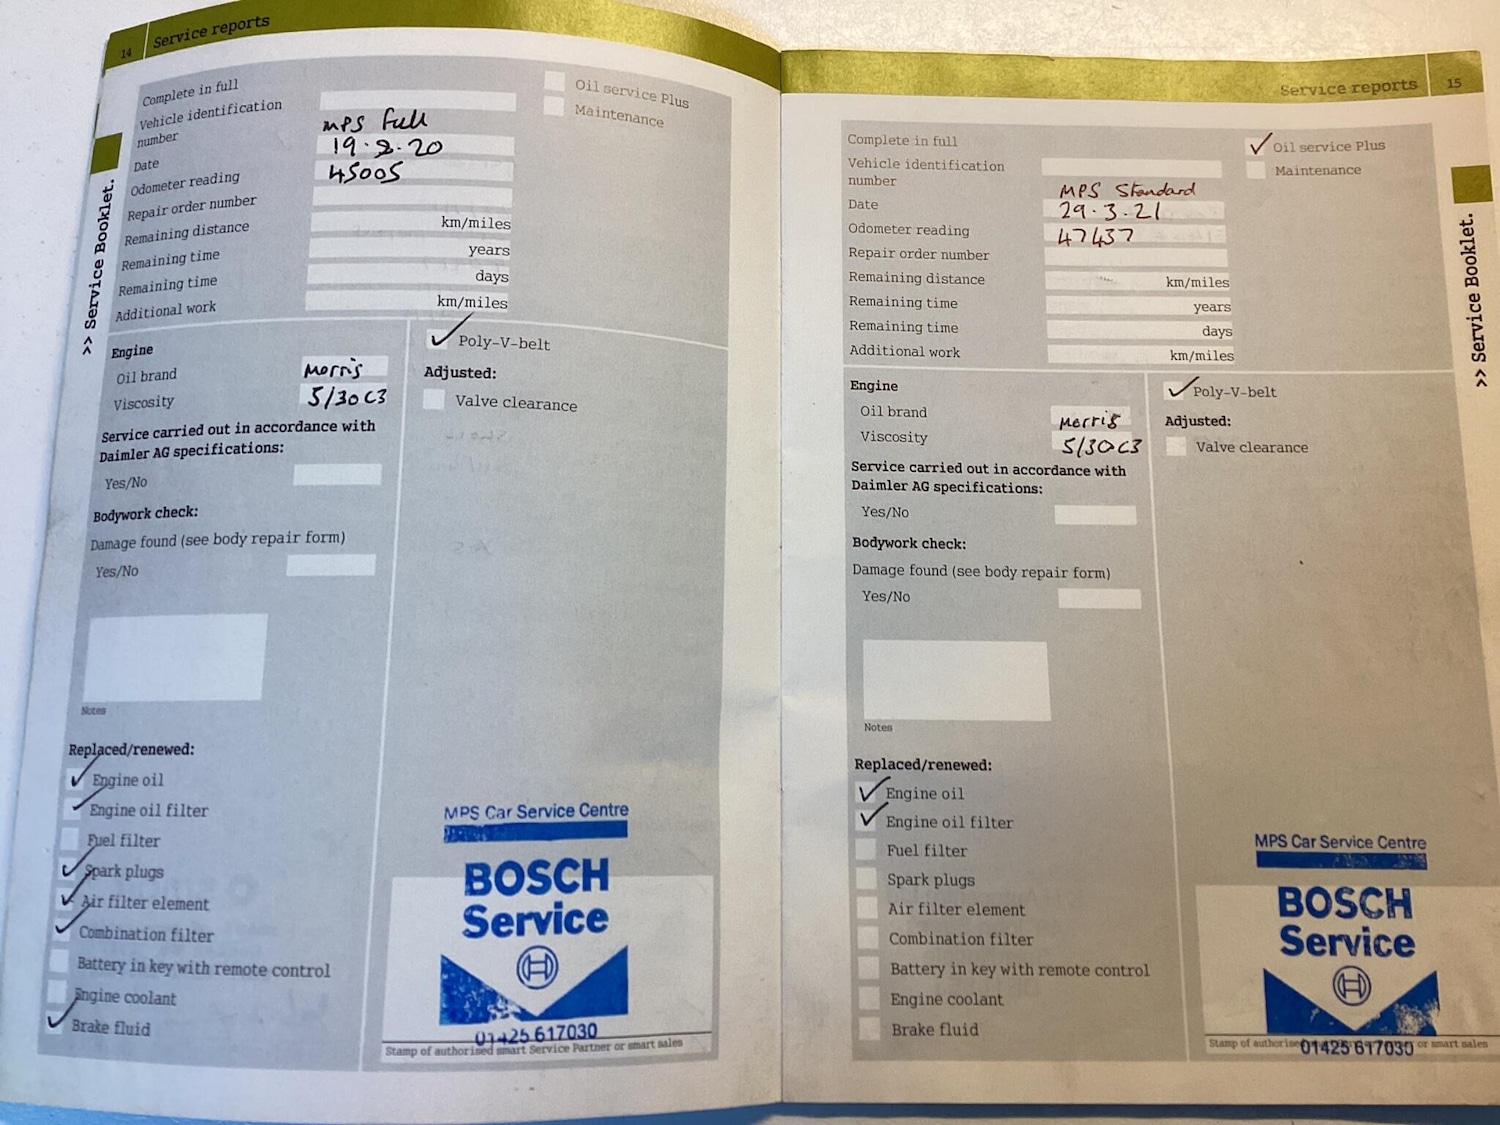 14 Service reports
Complete in full
Oil service Plus
Vehicle identification
number
Maintenance
MPS Full
Date 19.2.20
Odometer reading 45005
Repair order number
Remaining distance km/miles
Remaining time years
Remaining time days
Additional work km/miles
>> Service Booklet.
Engine
Oil brand Morris
Viscosity 5/30 C3
Poly-V-belt
Adjusted:
Valve clearance
Service carried out in accordance with
Daimler AG specifications:
Yes/No
Bodywork check:
Damage found (see body repair form)
Yes/No
Notes
Replaced/renewed:
Engine oil
Engine oil filter
Fuel filter
Spark plugs
Air filter element
Combination filter
Battery in key with remote control
Engine coolant
Brake fluid
MPS Car Service Centre
BOSCH
Service
01425 617030
Stamp of authorised smart Service Partner or smart sales
Service reports 15
Complete in full
Oil service Plus
Vehicle identification
number
Maintenance
MPS Standard
Date 29.3.21
Odometer reading 47437
Repair order number
Remaining distance km/miles
Remaining time years
Remaining time days
Additional work km/miles
>> Service Booklet.
Engine
Oil brand Morris
Viscosity 5/30 C3
Poly-V-belt
Adjusted:
Valve clearance
Service carried out in accordance with
Daimler AG specifications:
Yes/No
Bodywork check:
Damage found (see body repair form)
Yes/No
Notes
Replaced/renewed:
Engine oil
Engine oil filter
Fuel filter
Spark plugs
Air filter element
Combination filter
Battery in key with remote control
Engine coolant
Brake fluid
MPS Car Service Centre
BOSCH
Service
01425 617030
Stamp of authorised or smart sales